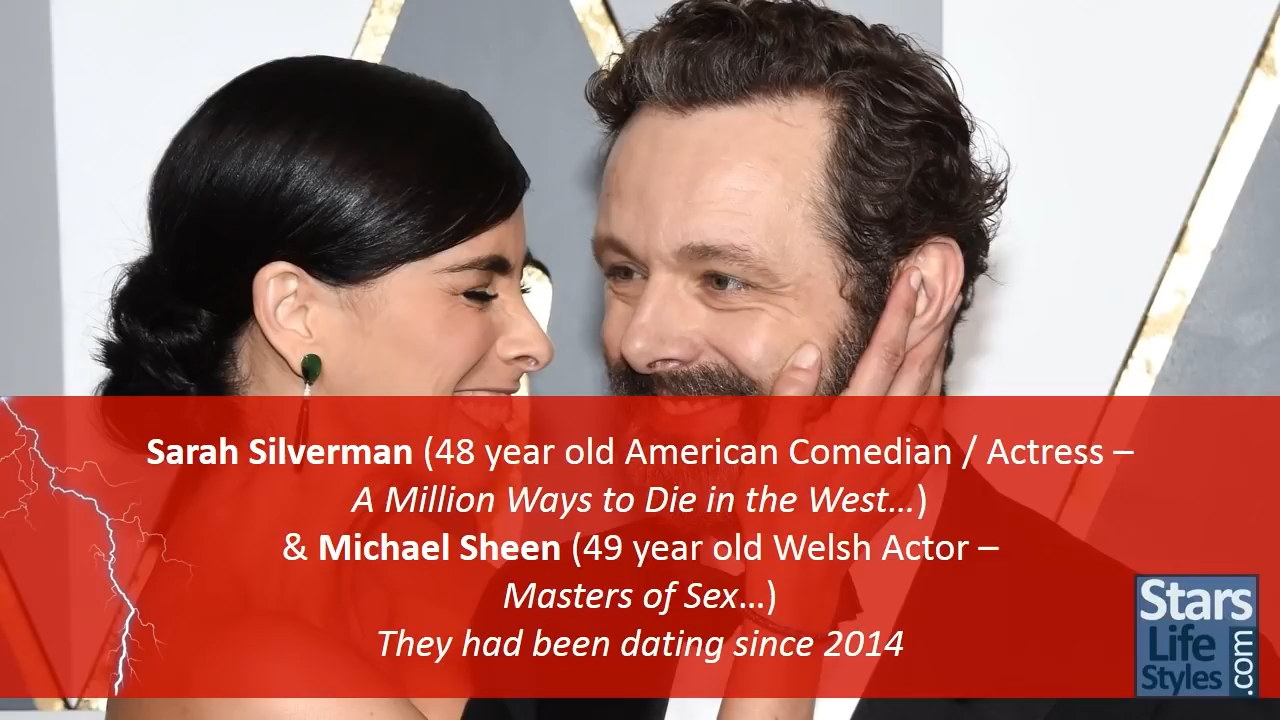 Sarah Silverman (48 year old American Comedian / Actress –
A Million Ways to Die in the West…)
& Michael Sheen (49 year old Welsh Actor –
Masters of Sex…)
They had been dating since 2014
Stars
Life
Styles
.com